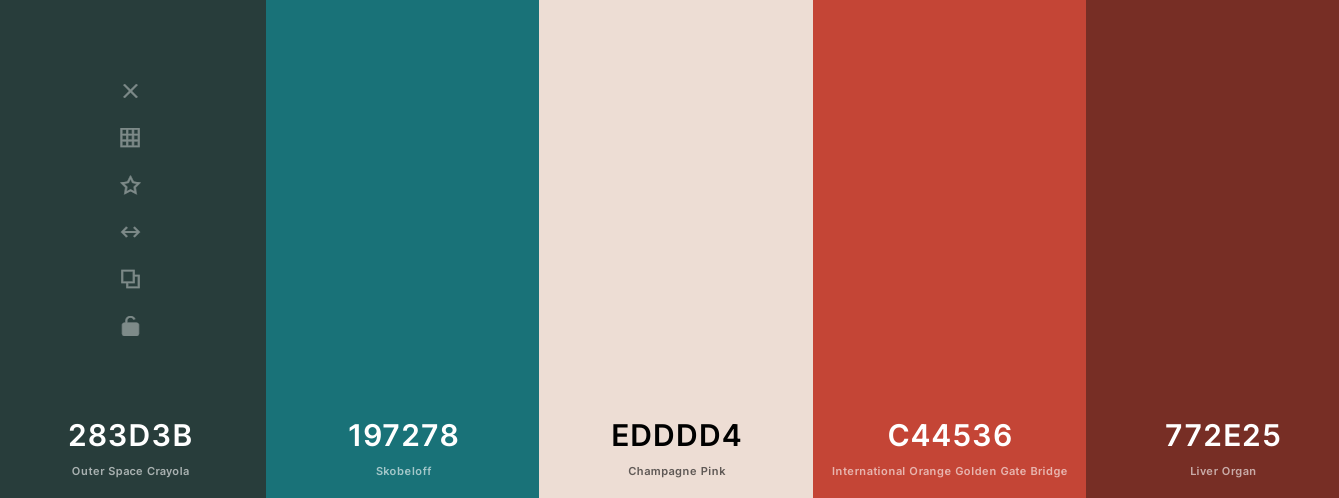 283D3B
Outer Space Crayola
197278
Skobeloff
EDDDD4
Champagne Pink
C44536
International Orange Golden Gate Bridge
772E25
Liver Organ